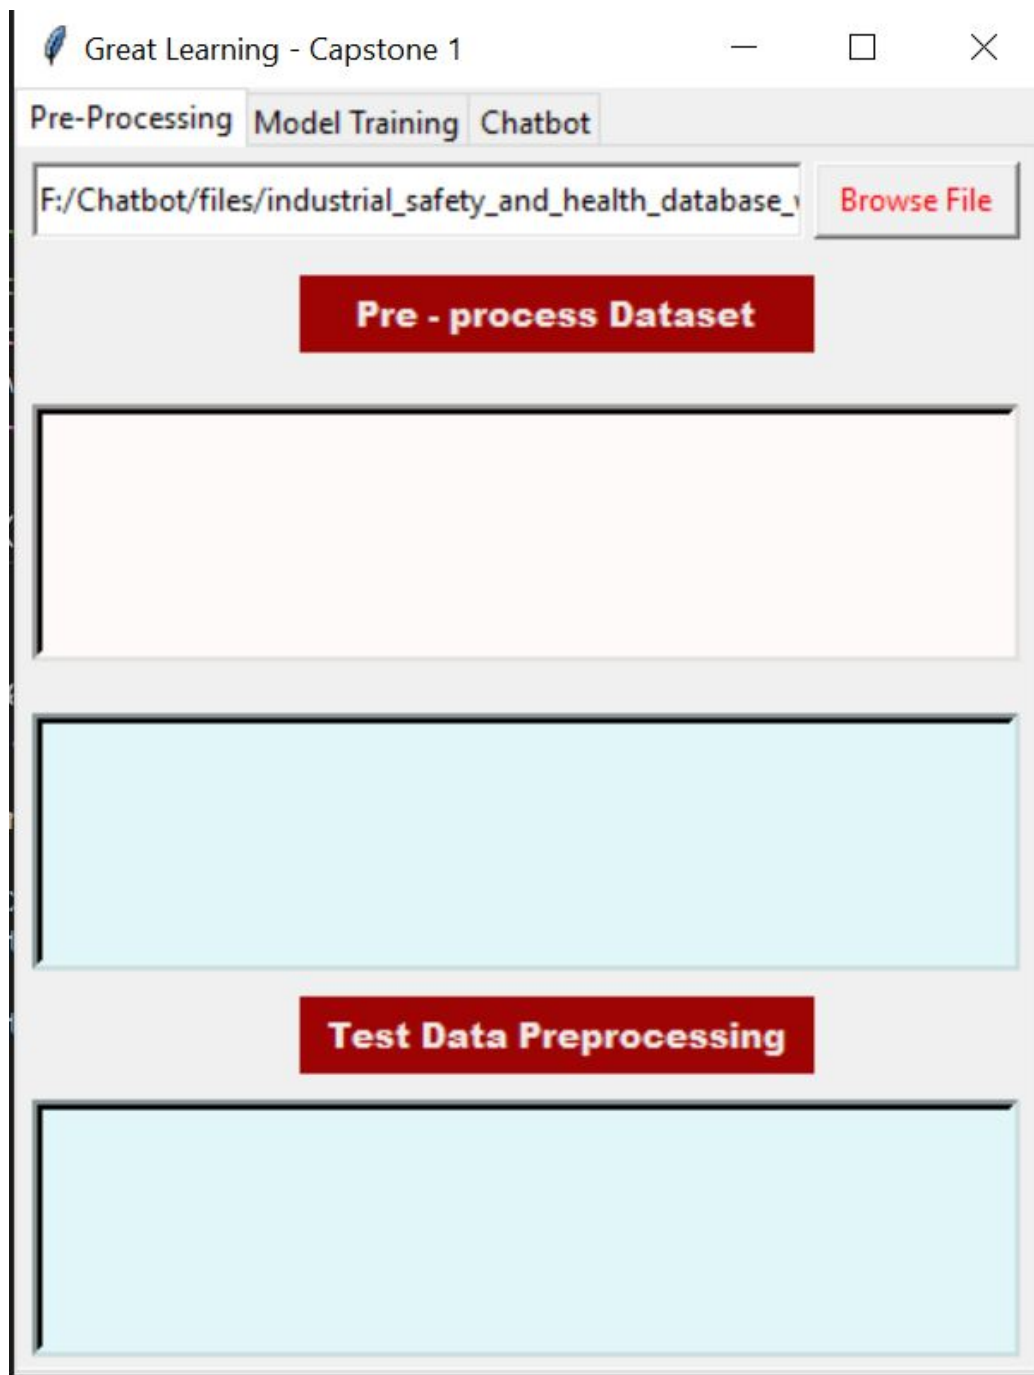 Great Learning - Capstone 1
Pre-Processing Model Training Chatbot
F:/Chatbot/files/industrial_safety_and_health_database_ Browse File
Pre - process Dataset
Test Data Preprocessing